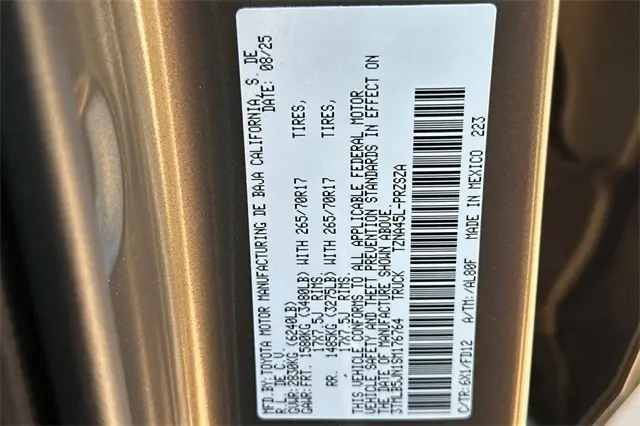 MFD.BY:TOYOTA MOTOR MANUFACTURING DE BAJA CALIFORNIA, S. DE
R.L. DE C.V. DATE: 08/25
GVWR:2830KG (6240LB)
GAWR:FRT. 1580KG (3480LB) WITH 265/70R17 TIRES,
17X7.5J RIMS.
RR. 1485KG (3275LB) WITH 265/70R17 TIRES,
17X7.5J RIMS.
THIS VEHICLE CONFORMS TO ALL APPLICABLE FEDERAL MOTOR
VEHICLE SAFETY AND THEFT PREVENTION STANDARDS IN EFFECT ON
THE DATE OF MANUFACTURE SHOWN ABOVE.
3TMLB5JN1SM176764 TRUCK TZNA45L-PRZSZA
C/TR:6X1/FD12 A/TM:/AL80F MADE IN MEXICO 223